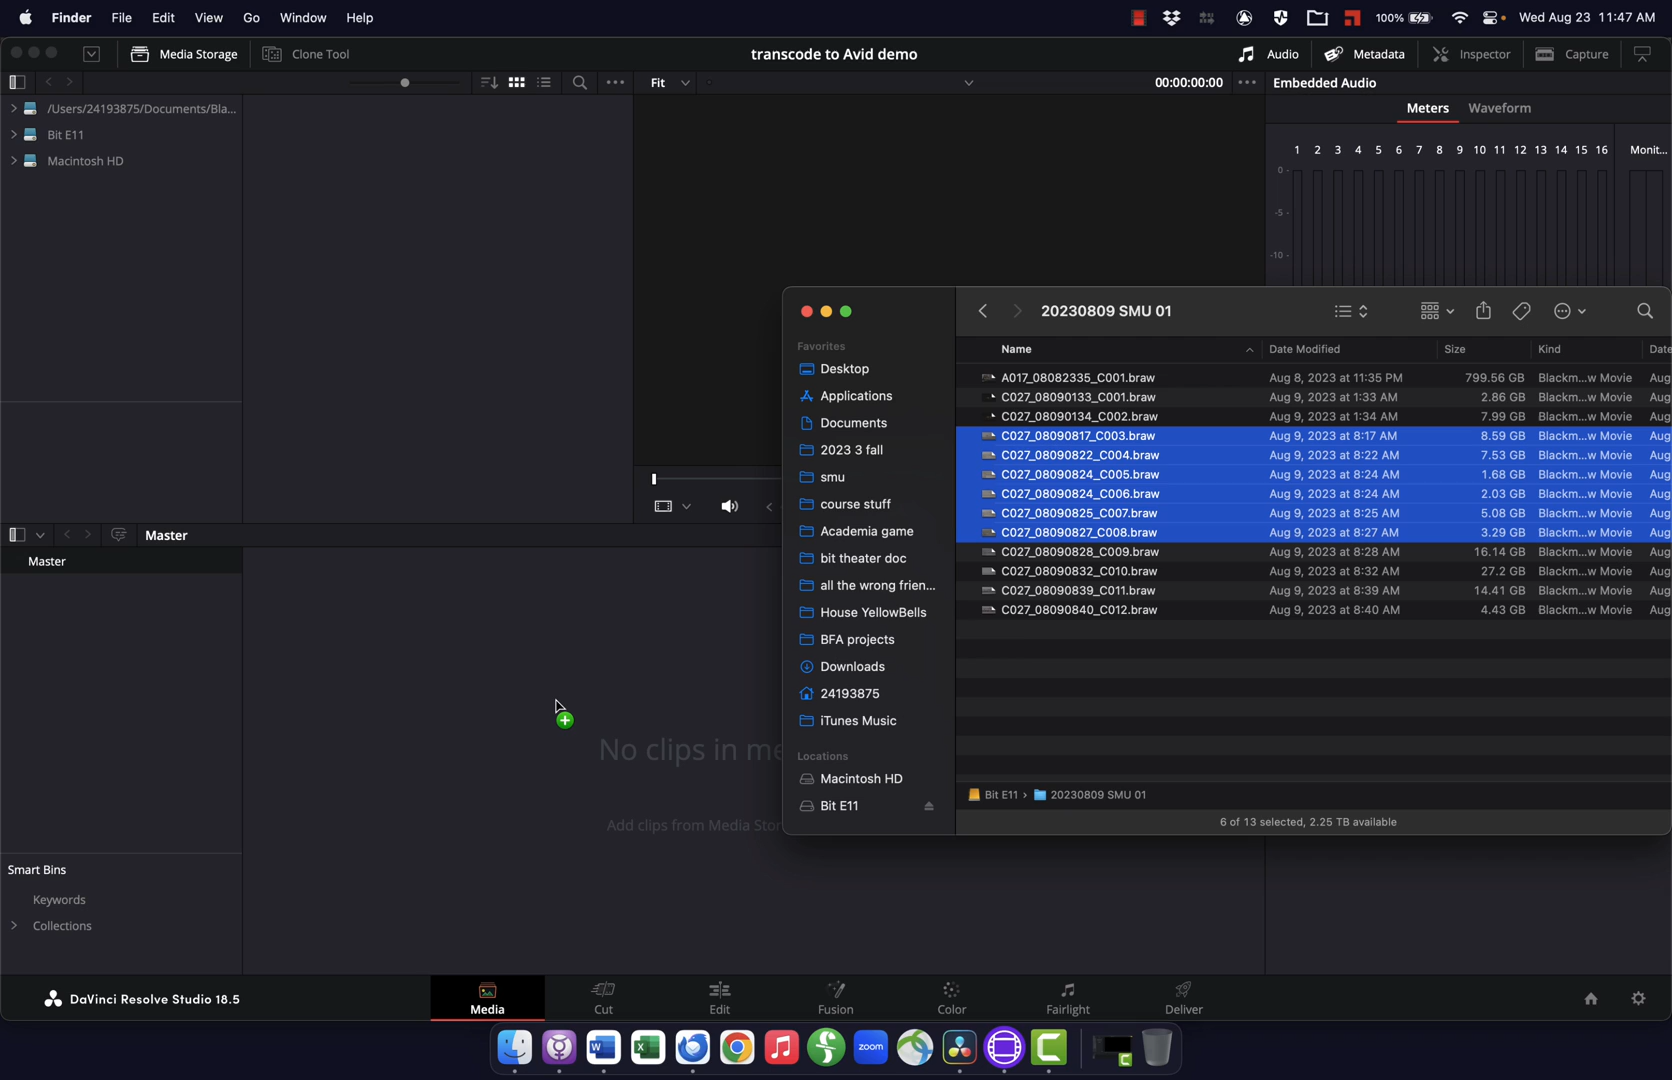 Finder File Edit View Go Window Help 100% Wed Aug 23 11:47 AM
Media Storage Clone Tool transcode to Avid demo Audio Metadata Inspector Capture
Fit 00:00:00:00 Embedded Audio
Meters Waveform
/Users/24193875/Documents/Bla...
Bit E11
Macintosh HD
1 2 3 4 5 6 7 8 9 10 11 12 13 14 15 16 Monit...
0
-5
-10
20230809 SMU 01
Favorites
Desktop
Applications
Documents
2023 3 fall
smu
course stuff
Academia game
bit theater doc
all the wrong frien...
House YellowBells
BFA projects
Downloads
24193875
iTunes Music
Locations
Macintosh HD
Bit E11
Name Date Modified Size Kind Date
A017_08082335_C001.braw Aug 8, 2023 at 11:35 PM 799.56 GB Blackm...w Movie Aug
C027_08090133_C001.braw Aug 9, 2023 at 1:33 AM 2.86 GB Blackm...w Movie Aug
C027_08090134_C002.braw Aug 9, 2023 at 1:34 AM 7.99 GB Blackm...w Movie Aug
C027_08090817_C003.braw Aug 9, 2023 at 8:17 AM 8.59 GB Blackm...w Movie Aug
C027_08090822_C004.braw Aug 9, 2023 at 8:22 AM 7.53 GB Blackm...w Movie Aug
C027_08090824_C005.braw Aug 9, 2023 at 8:24 AM 1.68 GB Blackm...w Movie Aug
C027_08090824_C006.braw Aug 9, 2023 at 8:24 AM 2.03 GB Blackm...w Movie Aug
C027_08090825_C007.braw Aug 9, 2023 at 8:25 AM 5.08 GB Blackm...w Movie Aug
C027_08090827_C008.braw Aug 9, 2023 at 8:27 AM 3.29 GB Blackm...w Movie Aug
C027_08090828_C009.braw Aug 9, 2023 at 8:28 AM 16.14 GB Blackm...w Movie Aug
C027_08090832_C010.braw Aug 9, 2023 at 8:32 AM 27.2 GB Blackm...w Movie Aug
C027_08090839_C011.braw Aug 9, 2023 at 8:39 AM 14.41 GB Blackm...w Movie Aug
C027_08090840_C012.braw Aug 9, 2023 at 8:40 AM 4.43 GB Blackm...w Movie Aug
Bit E11 › 20230809 SMU 01
6 of 13 selected, 2.25 TB available
Master
Master
No clips in me
Add clips from Media Stor
Smart Bins
Keywords
Collections
DaVinci Resolve Studio 18.5
Media Cut Edit Fusion Color Fairlight Deliver
zoom